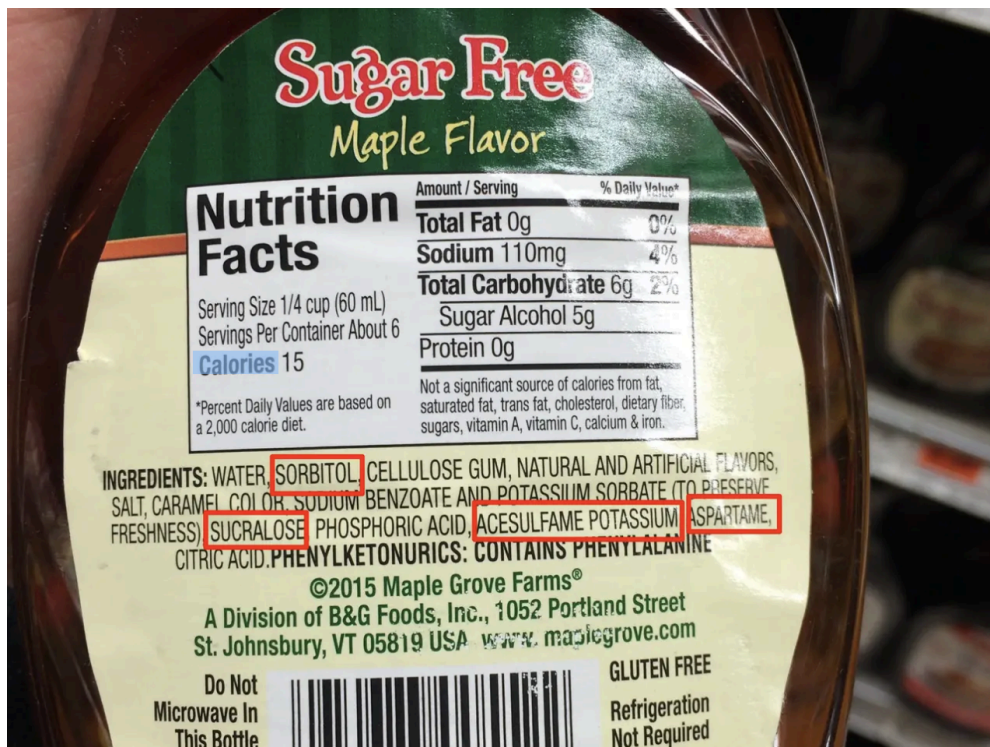 Sugar Free
Maple Flavor
Nutrition
Facts
Serving Size 1/4 cup (60 mL)
Servings Per Container About 6
Calories 15
*Percent Daily Values are based on
a 2,000 calorie diet.
Amount / Serving % Daily Value*
Total Fat 0g 0%
Sodium 110mg 4%
Total Carbohydrate 6g 2%
Sugar Alcohol 5g
Protein 0g
Not a significant source of calories from fat,
saturated fat, trans fat, cholesterol, dietary fiber,
sugars, vitamin A, vitamin C, calcium & iron.
INGREDIENTS: WATER, SORBITOL, CELLULOSE GUM, NATURAL AND ARTIFICIAL FLAVORS,
SALT, CARAMEL COLOR, SODIUM BENZOATE AND POTASSIUM SORBATE (TO PRESERVE
FRESHNESS), SUCRALOSE, PHOSPHORIC ACID, ACESULFAME POTASSIUM, ASPARTAME,
CITRIC ACID. PHENYLKETONURICS: CONTAINS PHENYLALANINE
©2015 Maple Grove Farms®
A Division of B&G Foods, Inc., 1052 Portland Street
St. Johnsbury, VT 05819 USA www.maplegrove.com
Do Not
Microwave In
This Bottle
GLUTEN FREE
Refrigeration
Not Required